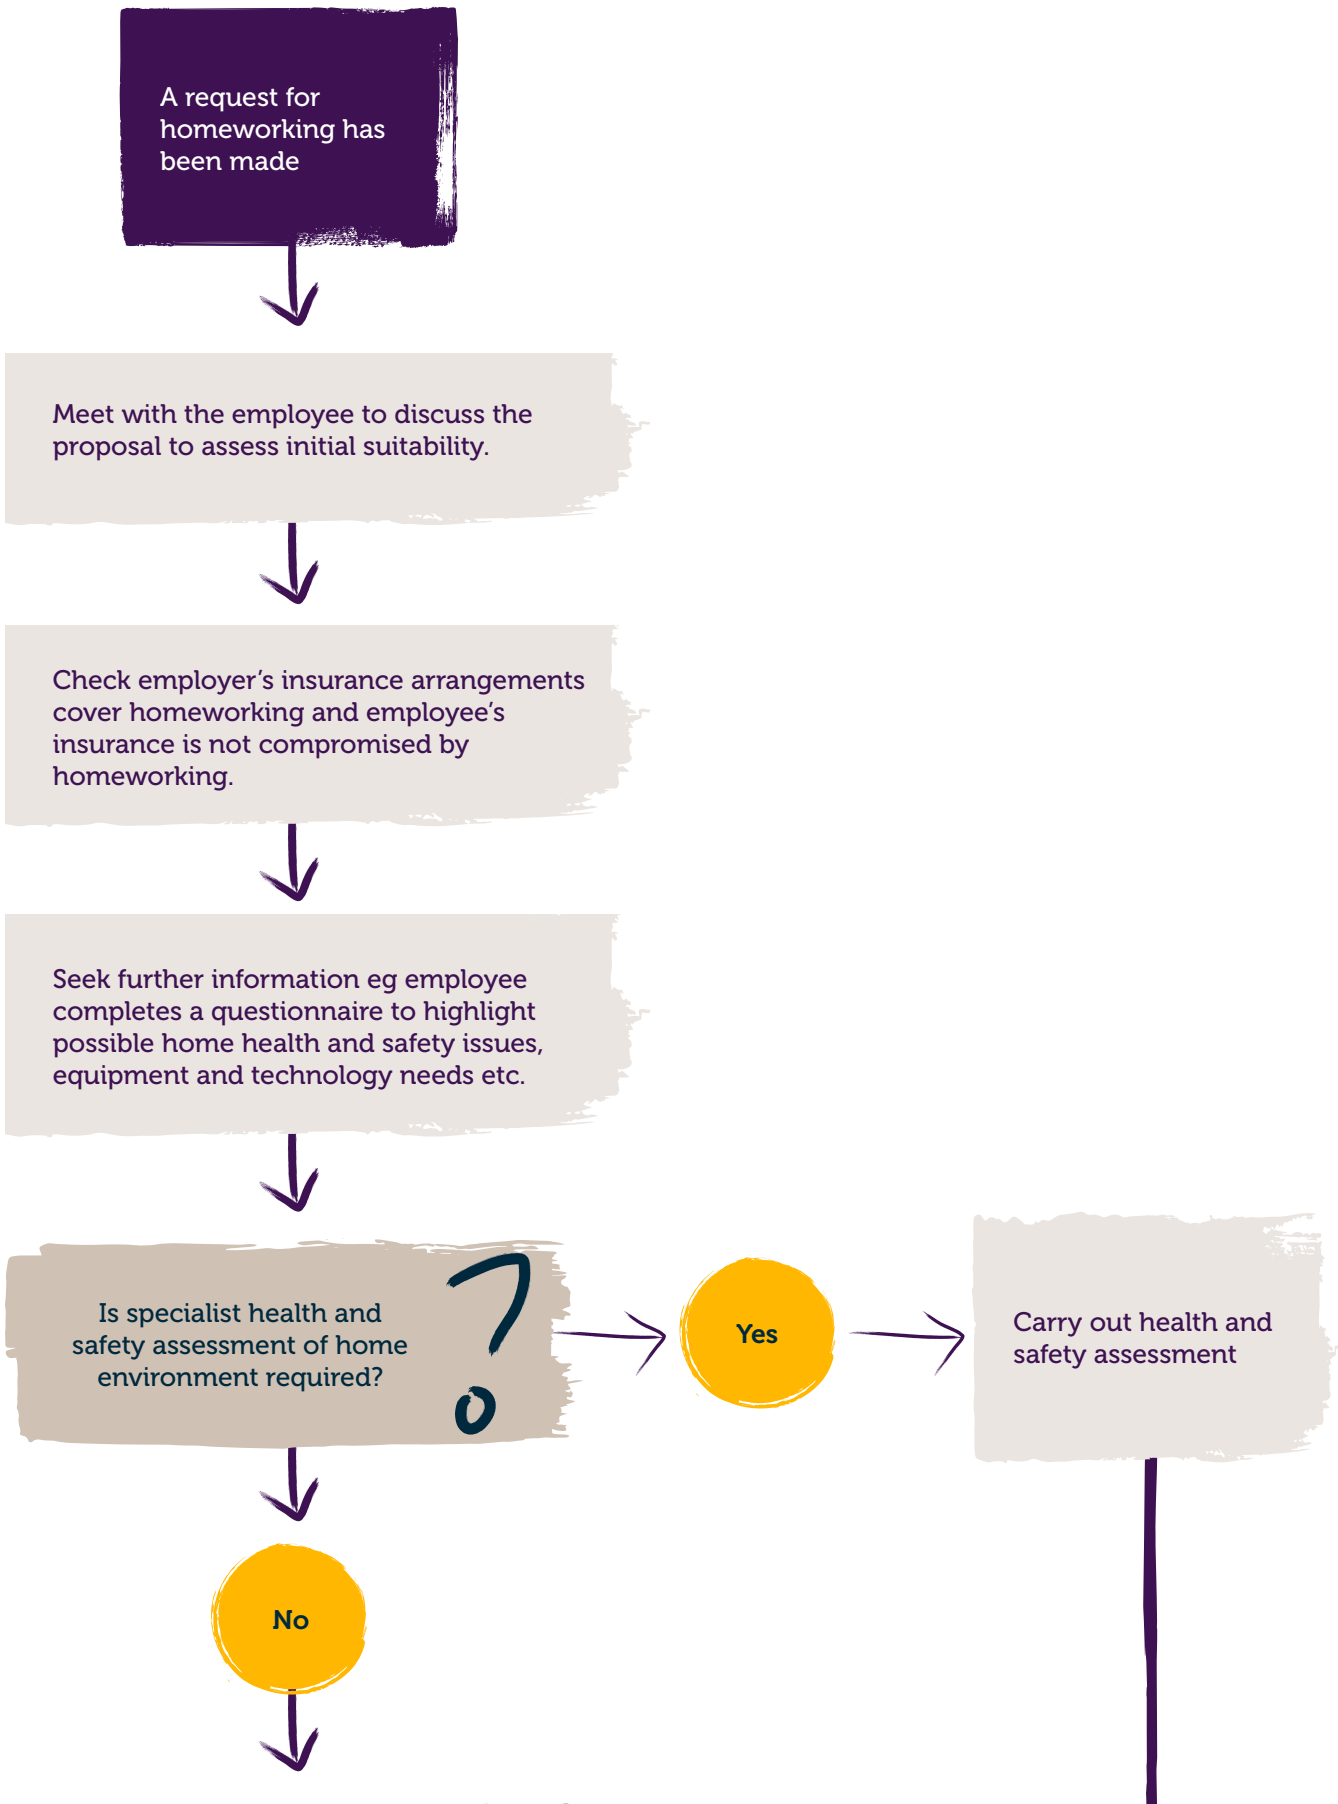 A request for
homeworking has
been made
Meet with the employee to discuss the
proposal to assess initial suitability.
Check employer’s insurance arrangements
cover homeworking and employee’s
insurance is not compromised by
homeworking.
Seek further information eg employee
completes a questionnaire to highlight
possible home health and safety issues,
equipment and technology needs etc.
Is specialist health and
safety assessment of home
environment required?
?
Yes
Carry out health and
safety assessment
No